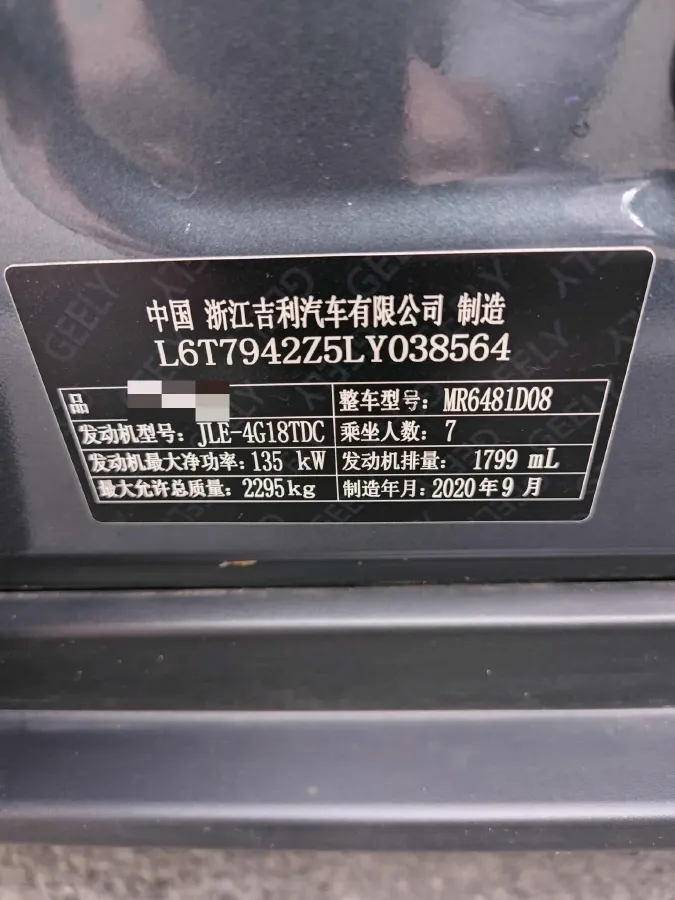 中国 浙江吉利汽车有限公司 制造
L6T7942Z5LY038564
品 整车型号: MR6481D08
发动机型号: JLE-4G18TDC 乘坐人数: 7
发动机最大净功率: 135 kW 发动机排量: 1799 mL
最大允许总质量: 2295kg 制造年月: 2020年9月